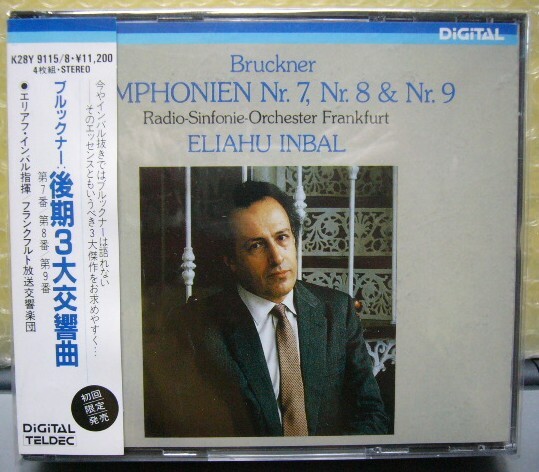 K28Y 9115/8・¥11,200
4枚組・STEREO
今やインバル抜きではブルックナーは語れない
そのエッセンスともいうべき3大傑作をお求めやすく…
ブルックナー：後期3大交響曲
第7番 第8番 第9番
●エリアフ・インバル指揮 フランクフルト放送交響楽団
初回
限定
発売
DIGITAL
TELDEC
DIGITAL
Bruckner
MPHONIEN Nr. 7, Nr. 8 & Nr. 9
Radio-Sinfonie-Orchester Frankfurt
ELIAHU INBAL